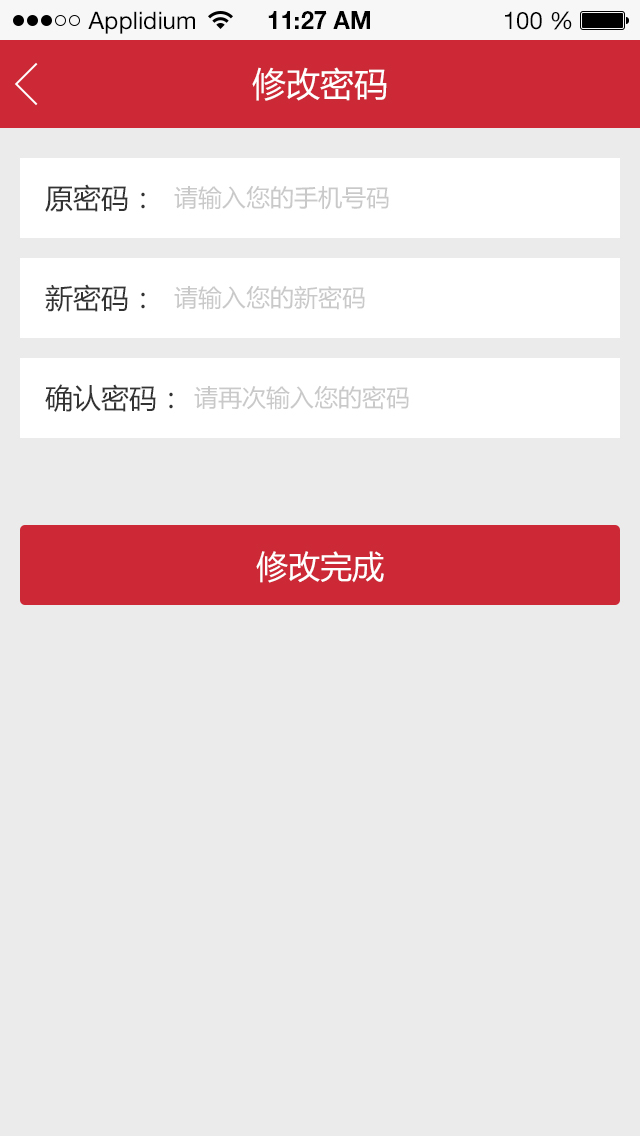 Applidium 11:27 AM 100 %
修改密码
原密码： 请输入您的手机号码
新密码： 请输入您的新密码
确认密码： 请再次输入您的密码
修改完成